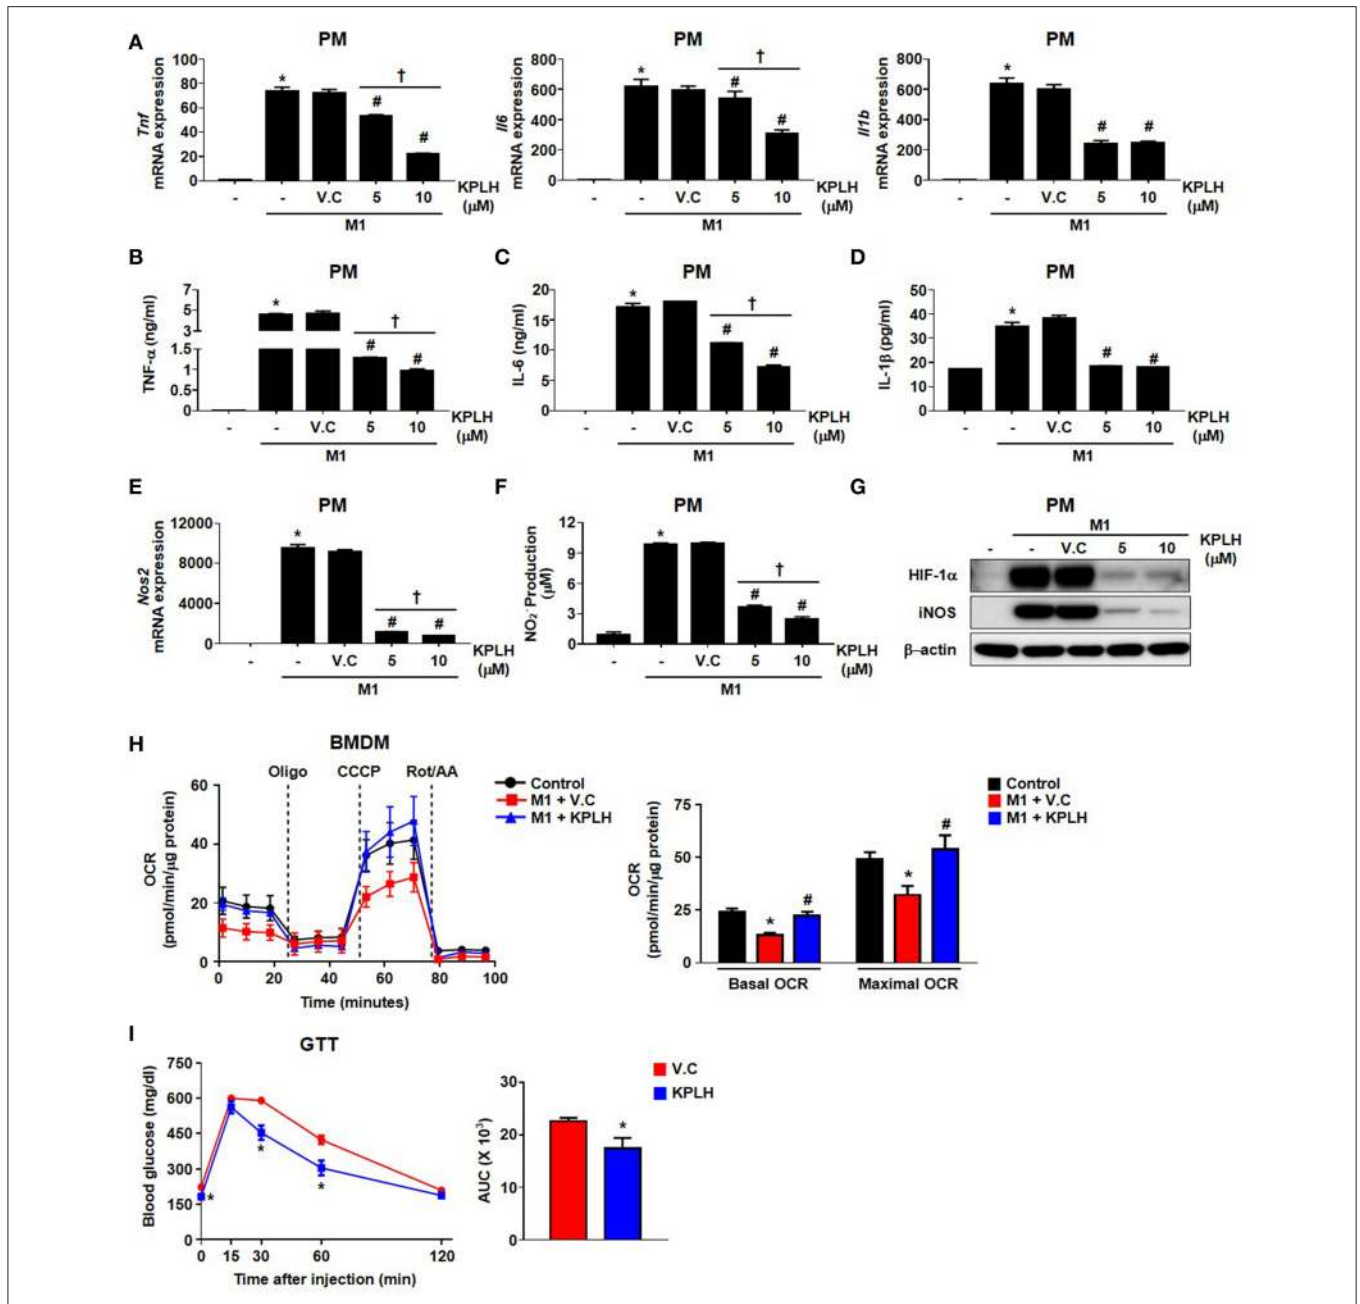 A
PM
Tnf
mRNA expression
100
80
60
40
20
0
*
#
#
†
- - V.C 5 10
KPLH
(μM)
M1
PM
Il6
mRNA expression
800
600
400
200
0
*
#
#
†
- - V.C 5 10
KPLH
(μM)
M1
PM
Il1b
mRNA expression
800
600
400
200
0
*
#
#
- - V.C 5 10
KPLH
(μM)
M1
B
PM
TNF-α (ng/ml)
7
5
3
1.5
1
0.5
0
*
#
#
†
- - V.C 5 10
KPLH
(μM)
M1
C
PM
IL-6 (ng/ml)
20
15
10
5
0
*
#
#
†
- - V.C 5 10
KPLH
(μM)
M1
D
PM
IL-1β (pg/ml)
50
40
30
20
10
0
*
#
#
- - V.C 5 10
KPLH
(μM)
M1
E
PM
Nos2
mRNA expression
12000
8000
4000
0
*
#
#
†
- - V.C 5 10
KPLH
(μM)
M1
F
PM
NO₂⁻ Production
(μM)
12
9
6
3
0
*
#
#
†
- - V.C 5 10
KPLH
(μM)
M1
G
PM
M1
- - V.C 5 10
KPLH
(μM)
HIF-1α
iNOS
β–actin
H
BMDM
Oligo CCCP Rot/AA
OCR
(pmol/min/μg protein)
60
40
20
0
0 20 40 60 80 100
Time (minutes)
Control
M1 + V.C
M1 + KPLH
Control
M1 + V.C
M1 + KPLH
OCR
(pmol/min/μg protein)
75
50
25
0
*
#
*
#
Basal OCR Maximal OCR
I
GTT
Blood glucose (mg/dl)
750
600
450
300
150
0
*
*
*
0 15 30 60 120
Time after injection (min)
V.C
KPLH
AUC (X 10³)
30
20
10
0
*